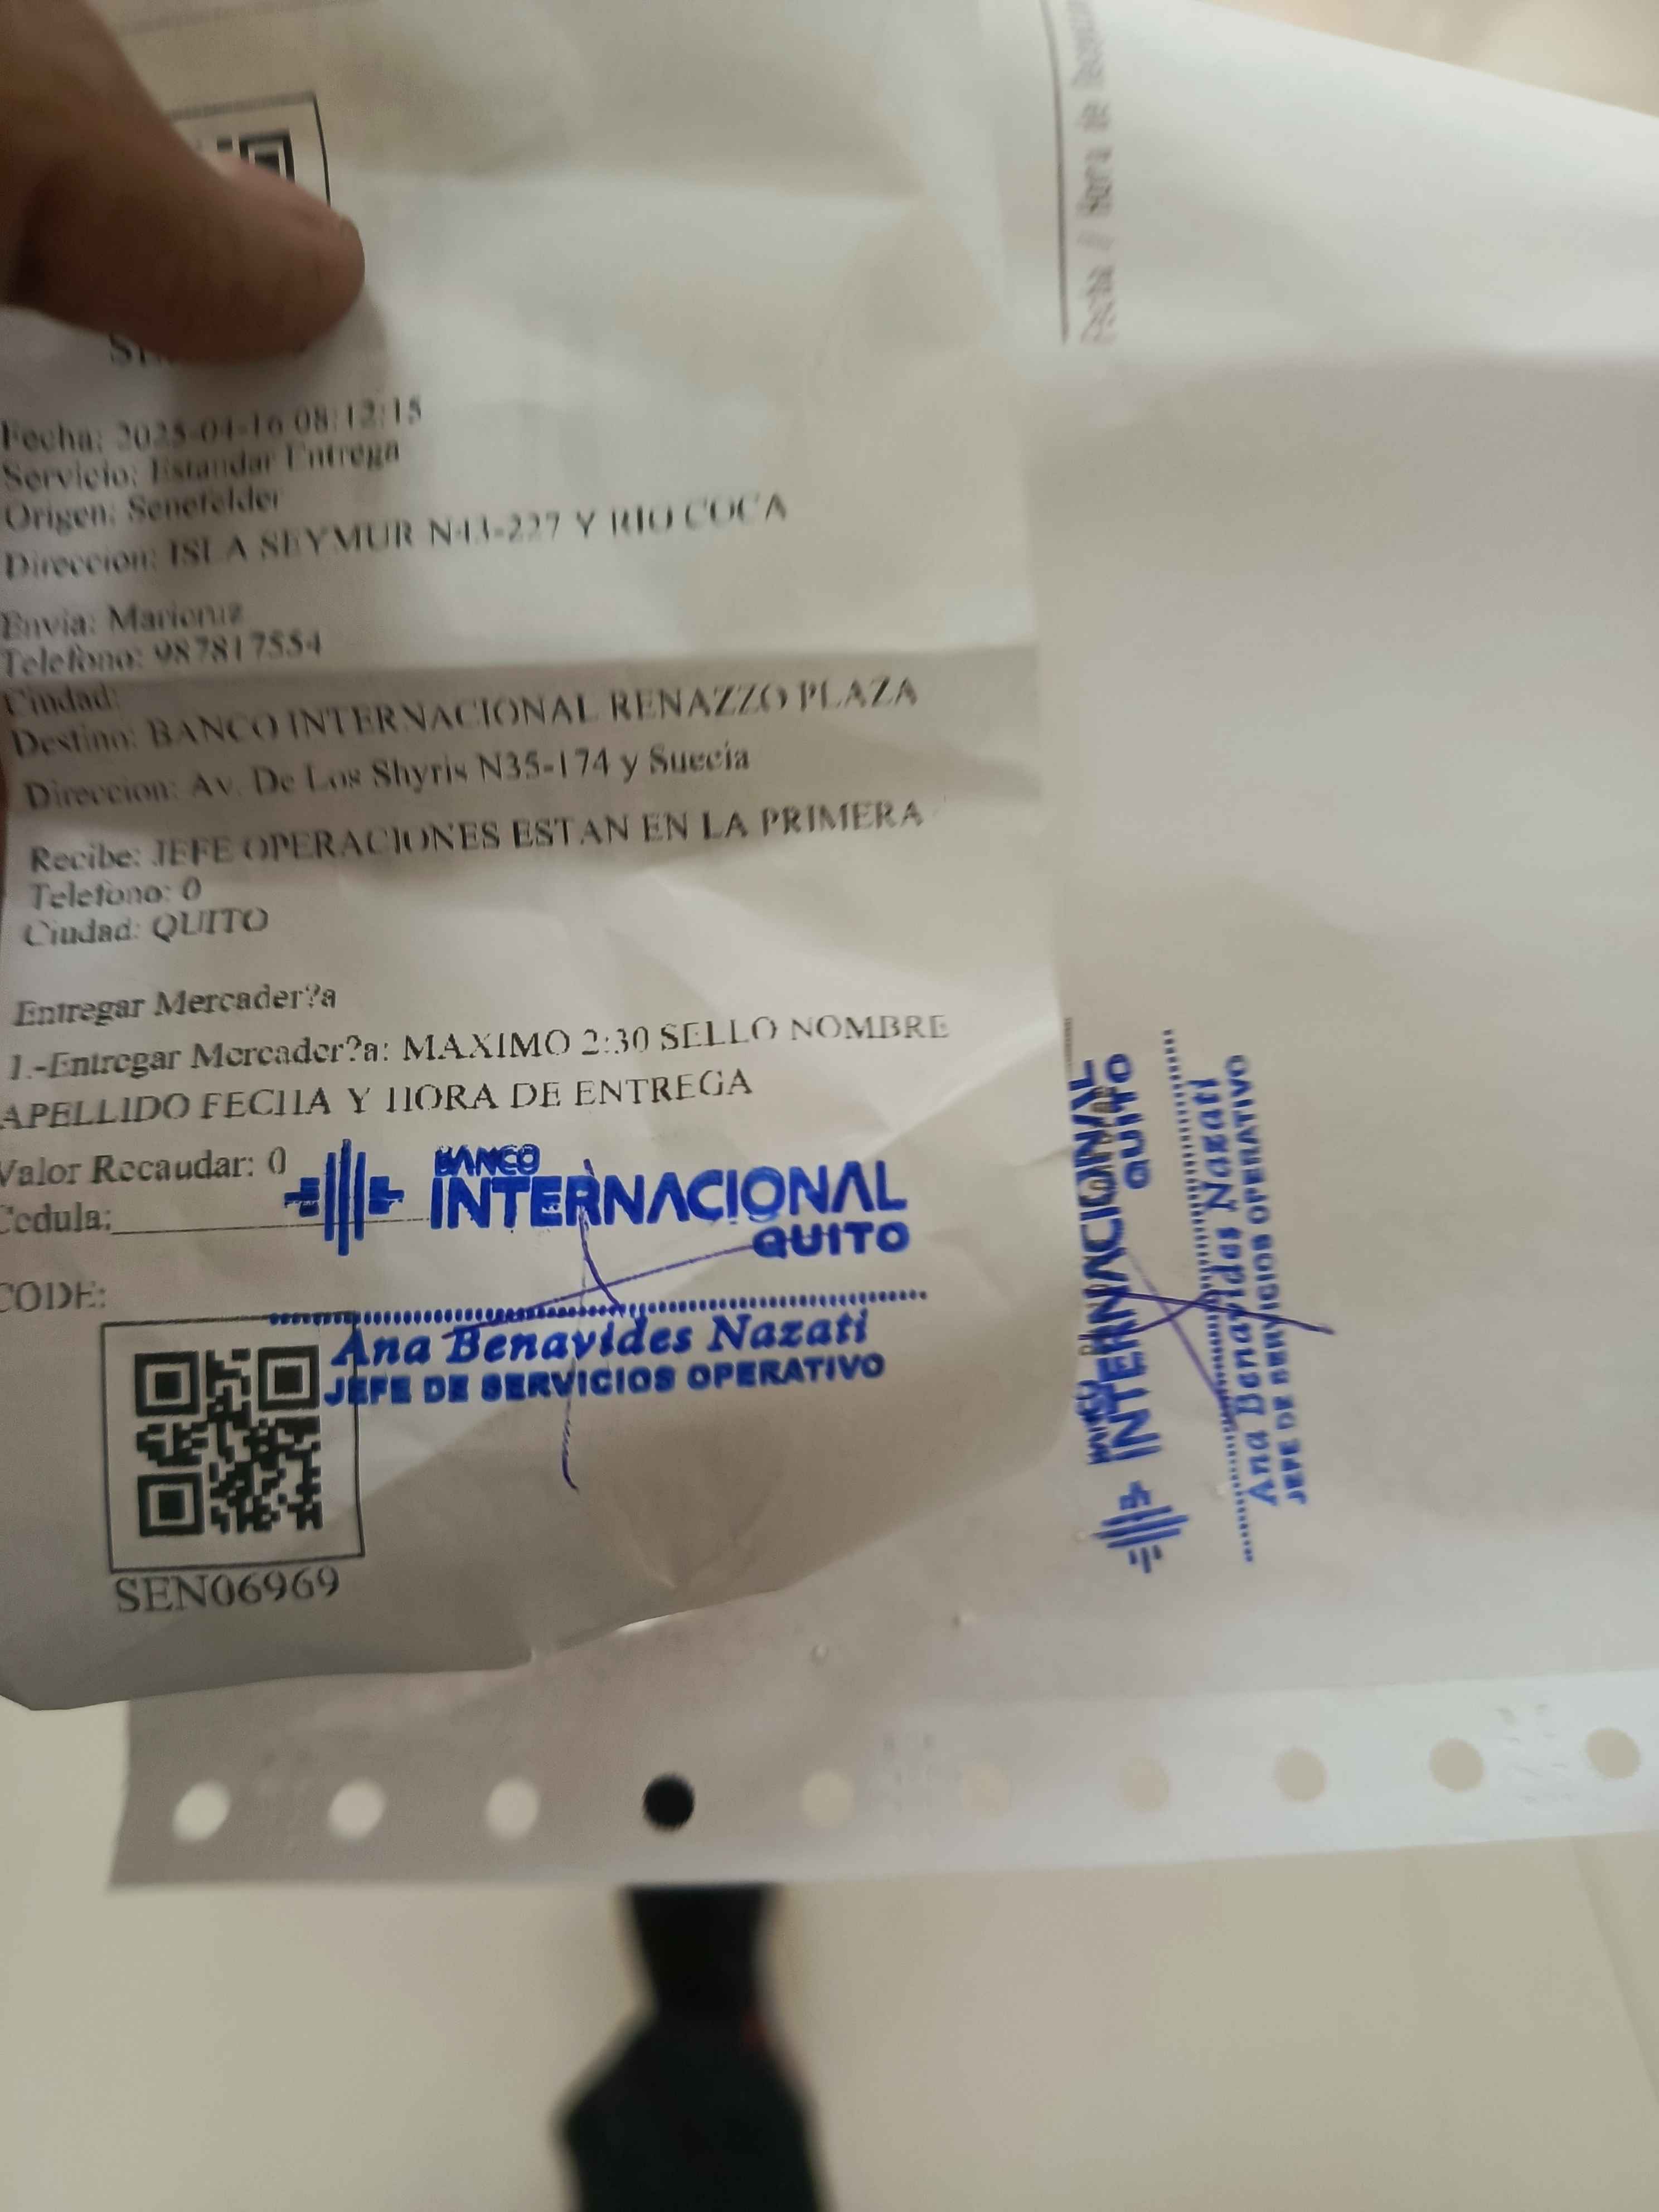 Fecha: 2025-04-16 08:12:15
Servicio: Estandar Entrega
Origen: Senefelder
Direccion: ISLA SEYMUR N43-227 Y RIO COCA
Envia: Maricruz
Telefono: 987817554
Ciudad:
Destino: BANCO INTERNACIONAL RENAZZO PLAZA
Direccion: Av. De Los Shyris N35-174 y Suecia
Recibe: JEFE OPERACIONES ESTAN EN LA PRIMERA
Telefono: 0
Ciudad: QUITO
Entregar Mercader?a
1.-Entregar Mercader?a: MAXIMO 2:30 SELLO NOMBRE
APELLIDO FECHA Y HORA DE ENTREGA
Valor Recaudar: 0
Cedula:
BANCO
INTERNACIONAL
QUITO
CODE:
Ana Benavides Nazati
JEFE DE SERVICIOS OPERATIVO
SEN06969
BANCO
INTERNACIONAL
QUITO
Ana Benavides Nazati
JEFE DE SERVICIOS OPERATIVO